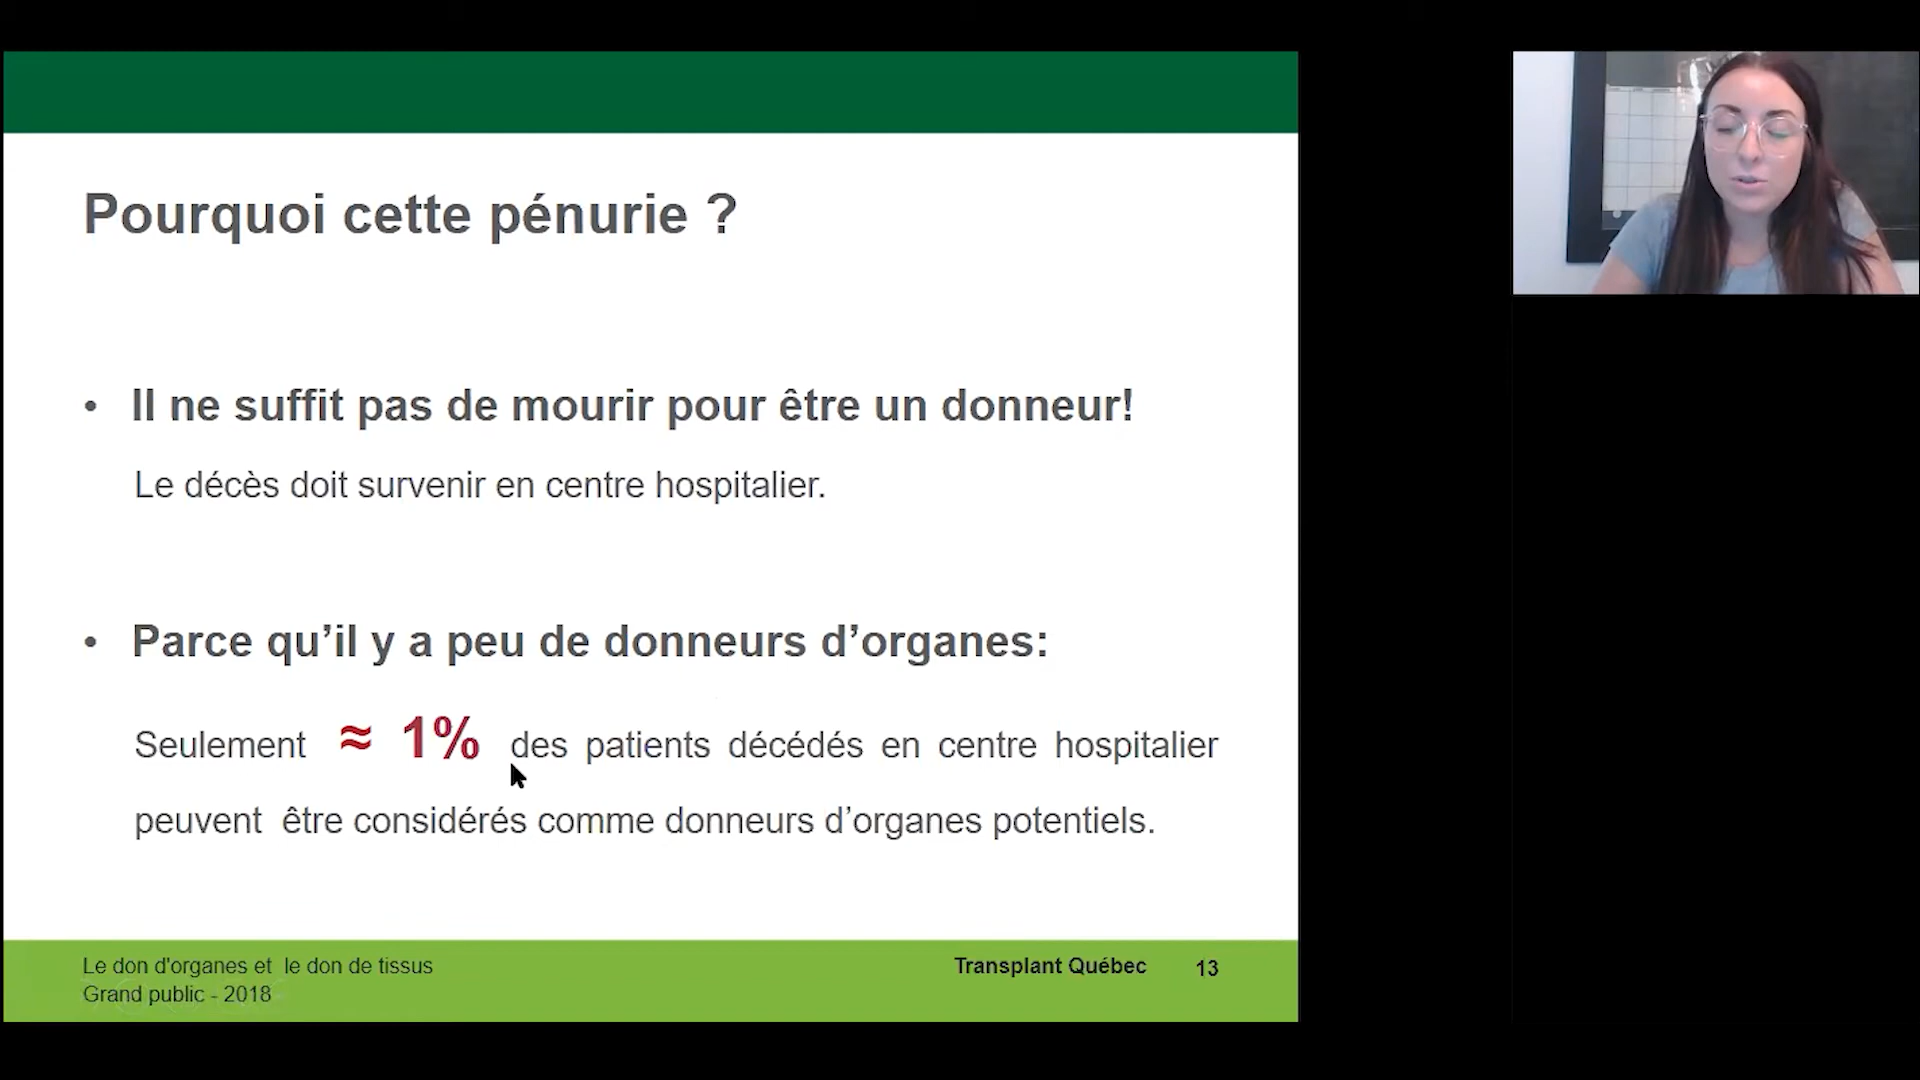 Pourquoi cette pénurie ?
• Il ne suffit pas de mourir pour être un donneur!
Le décès doit survenir en centre hospitalier.
• Parce qu’il y a peu de donneurs d’organes:
Seulement ≈ 1% des patients décédés en centre hospitalier
peuvent être considérés comme donneurs d’organes potentiels.
Le don d'organes et le don de tissus
Grand public - 2018
Transplant Québec 13